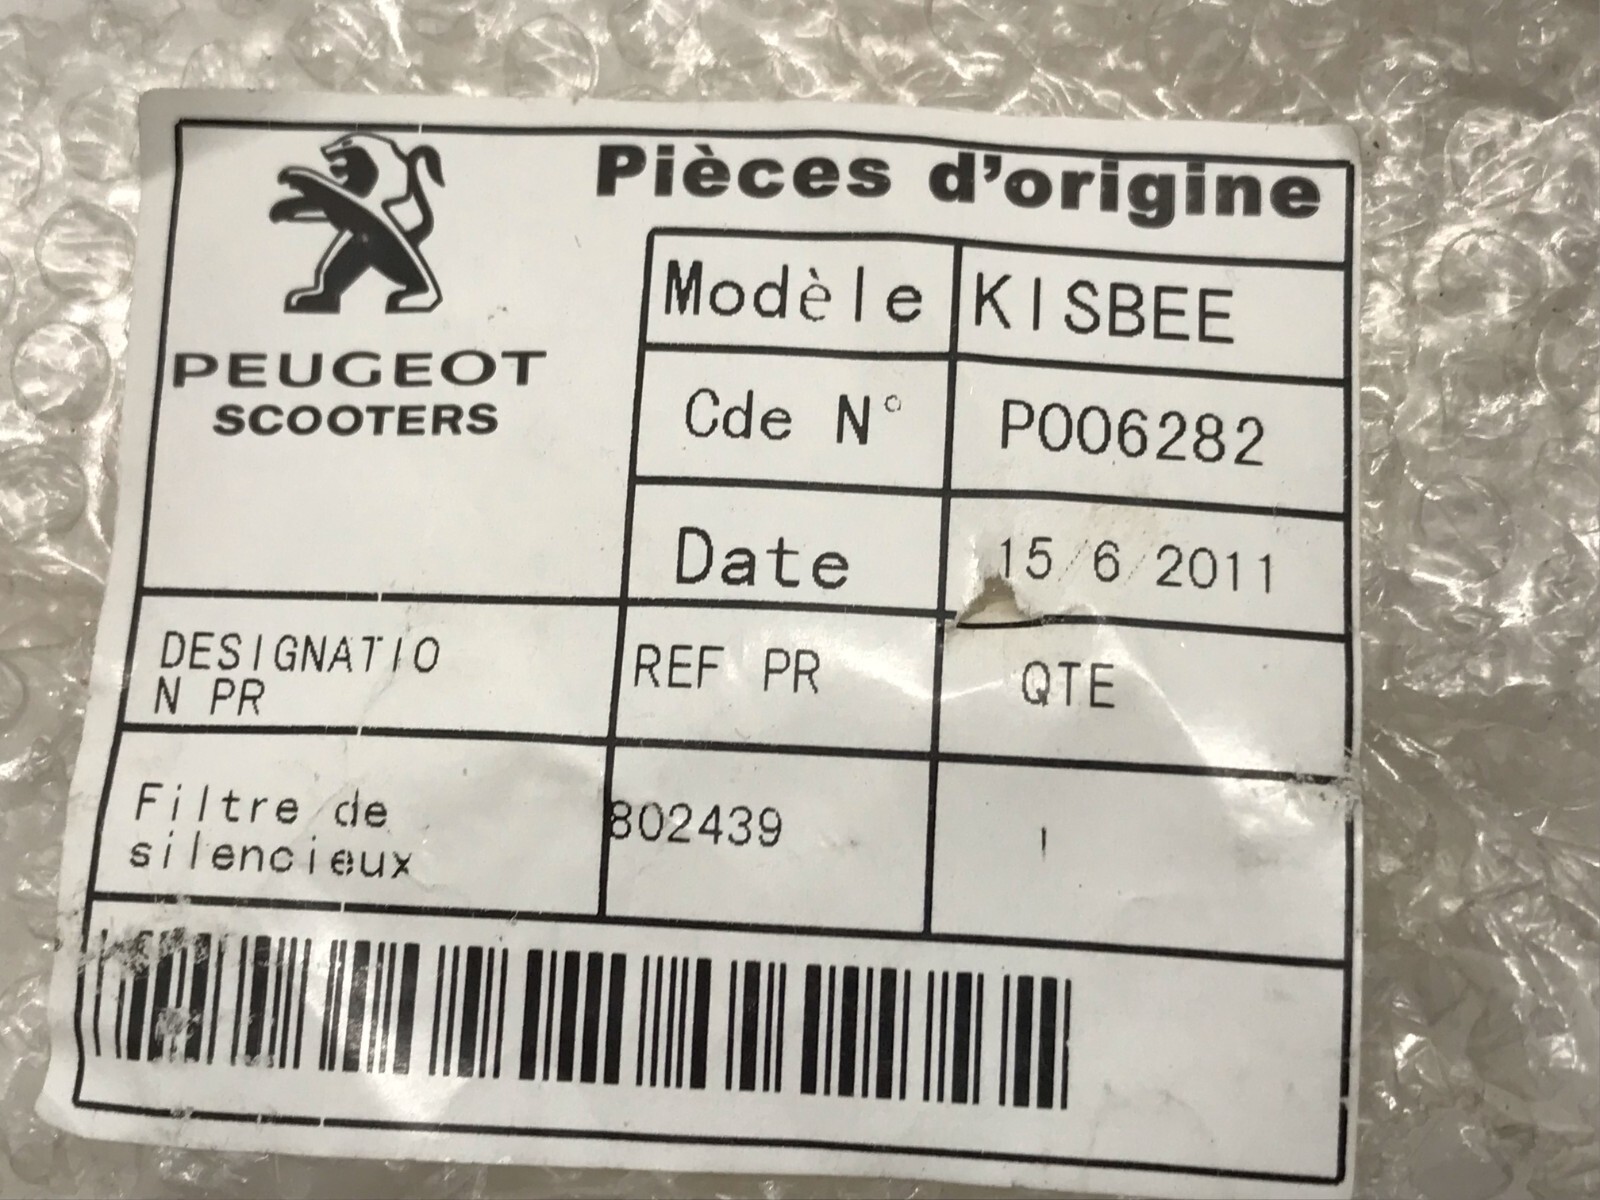 Pièces d'origine
PEUGEOT
SCOOTERS
Modèle KISBEE
Cde N° P006282
Date 15/6/2011
DESIGNATIO
N PR
REF PR
QTE
Filtre de
silencieux
802439
1